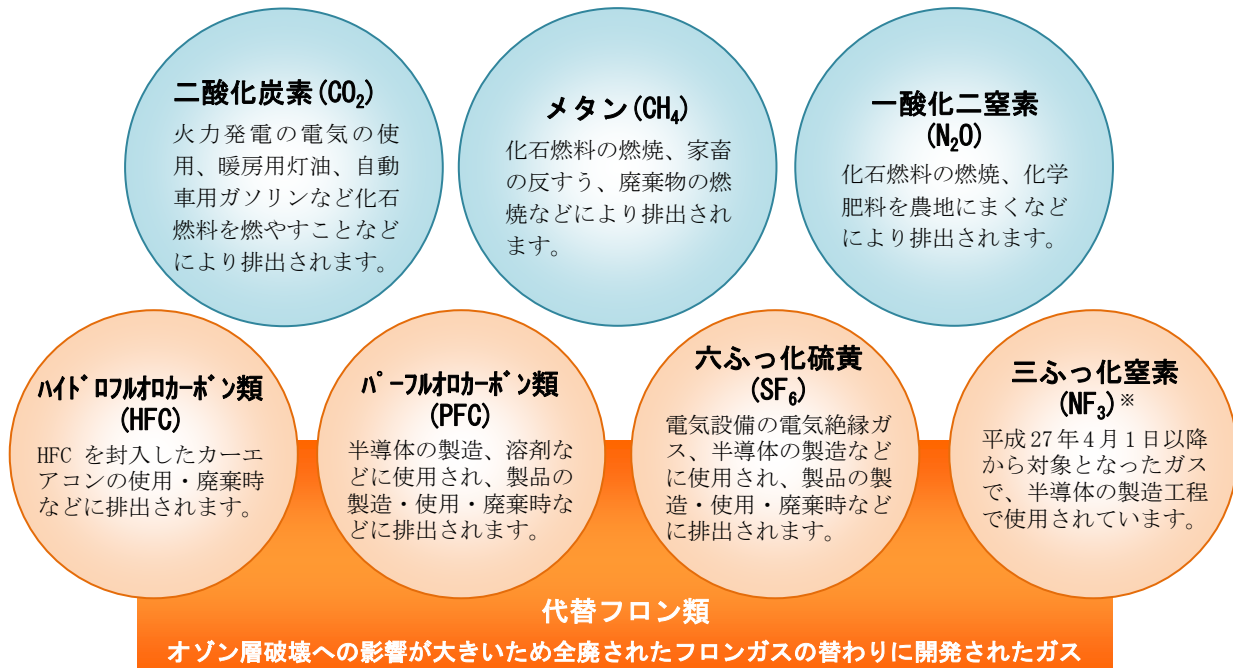 二酸化炭素(CO₂)
火力発電の電気の使
用、暖房用灯油、自動
車用ガソリンなど化石
燃料を燃やすことなど
により排出されます。
メタン(CH₄)
化石燃料の燃焼、家畜
の反すう、廃棄物の燃
焼などにより排出され
ます。
一酸化二窒素
(N₂O)
化石燃料の燃焼、化学
肥料を農地にまくなど
により排出されます。
ﾊｲﾄﾞﾛﾌﾙｵﾛｶｰﾎﾞﾝ類
(HFC)
HFC を封入したカーエ
アコンの使用・廃棄時
などに排出されます。
ﾊﾟｰﾌﾙｵﾛｶｰﾎﾞﾝ類
(PFC)
半導体の製造、溶剤な
どに使用され、製品の
製造・使用・廃棄時な
どに排出されます。
六ふっ化硫黄
(SF₆)
電気設備の電気絶縁ガ
ス、半導体の製造など
に使用され、製品の製
造・使用・廃棄時など
に排出されます。
三ふっ化窒素
(NF₃)※
平成27年4月1日以降
から対象となったガス
で、半導体の製造工程
で使用されています。
代替フロン類
オゾン層破壊への影響が大きいため全廃されたフロンガスの替わりに開発されたガス